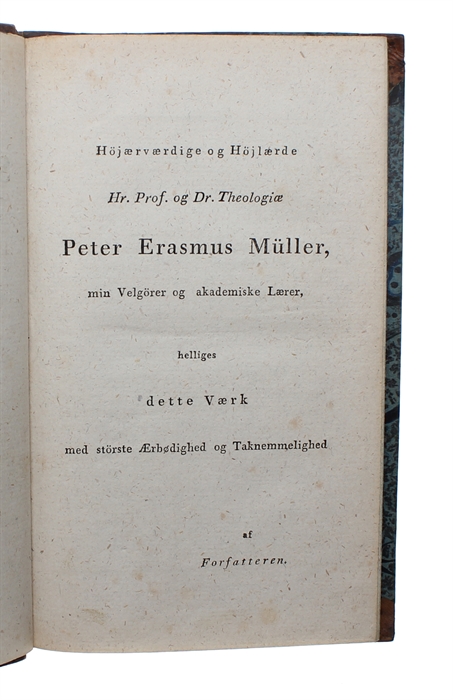 Höjærværdige og Höjlærde
Hr. Prof. og Dr. Theologiæ
Peter Erasmus Müller,
min Velgörer og akademiske Lærer,
helliges
dette Værk
med störste Ærbødighed og Taknemmelighed
af
Forfatteren.